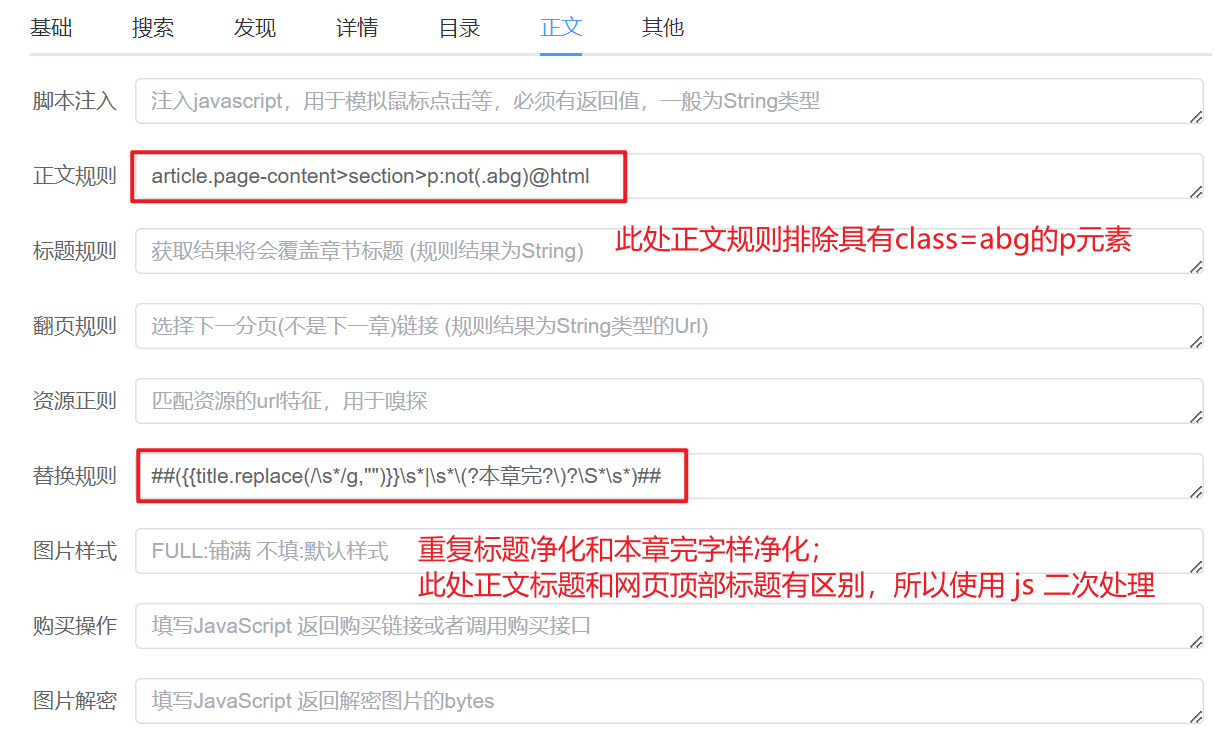 基础 搜索 发现 详情 目录 正文 其他
脚本注入 注入javascript，用于模拟鼠标点击等，必须有返回值，一般为String类型
正文规则 article.page-content>section>p:not(.abg)@html
此处正文规则排除具有class=abg的p元素
标题规则 获取结果将会覆盖章节标题 (规则结果为String)
翻页规则 选择下一分页(不是下一章)链接 (规则结果为String类型的Url)
资源正则 匹配资源的url特征，用于嗅探
替换规则 ##({{title.replace(/\s*/g,"")}}\s*|\s*\(?本章完?\)?\S*\s*)##
图片样式 FULL:铺满 不填:默认样式
重复标题净化和本章完字样净化；
此处正文标题和网页顶部标题有区别，所以使用 js 二次处理
购买操作 填写JavaScript 返回购买链接或者调用购买接口
图片解密 填写JavaScript 返回解密图片的bytes